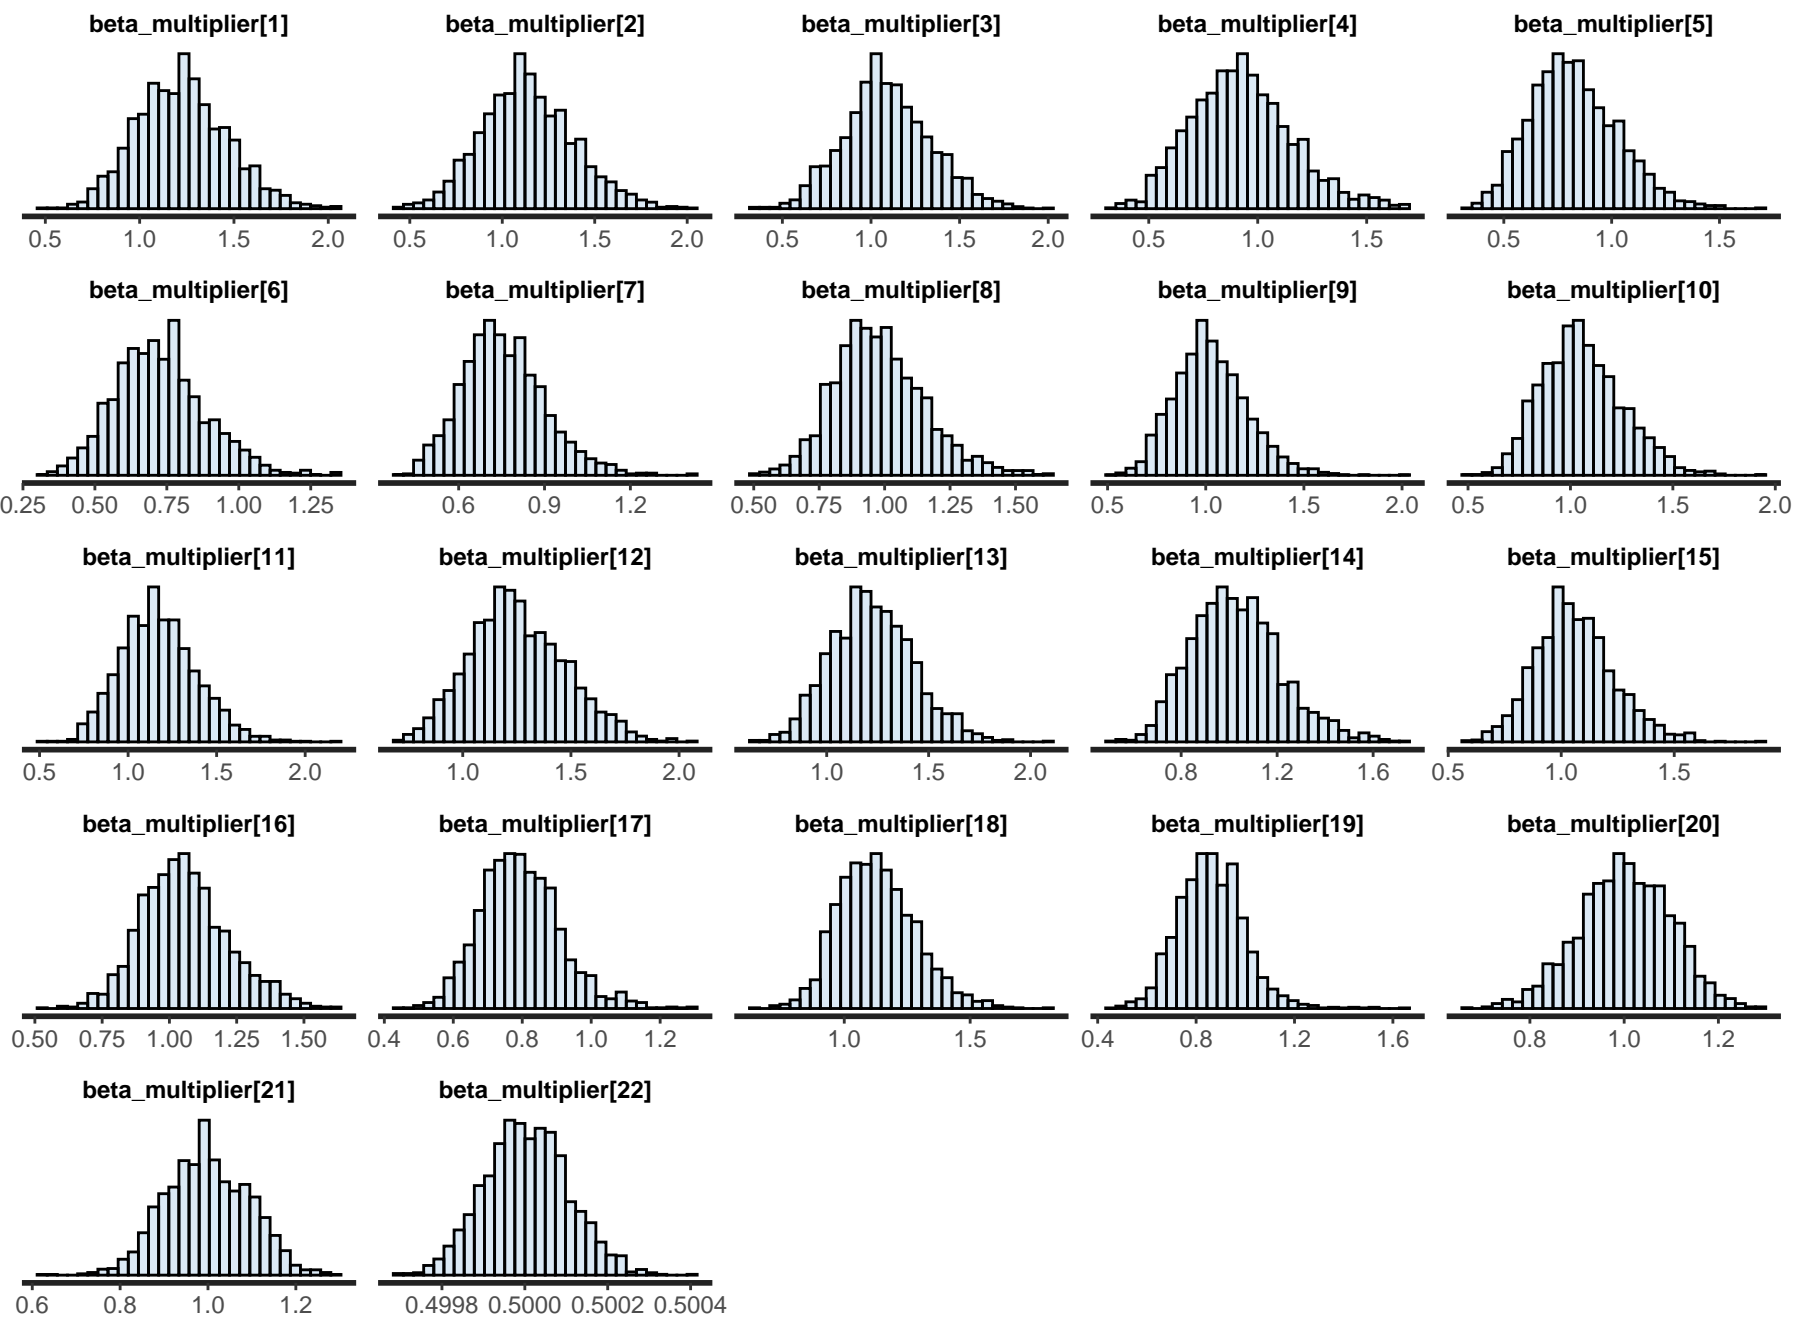 beta_multiplier[1] beta_multiplier[2] beta_multiplier[3] beta_multiplier[4] beta_multiplier[5]
0.5 1.0 1.5 2.0 0.5 1.0 1.5 2.0 0.5 1.0 1.5 2.0 0.5 1.0 1.5 0.5 1.0 1.5
beta_multiplier[6] beta_multiplier[7] beta_multiplier[8] beta_multiplier[9] beta_multiplier[10]
0.25 0.50 0.75 1.00 1.25 0.6 0.9 1.2 0.50 0.75 1.00 1.25 1.50 0.5 1.0 1.5 2.0 0.5 1.0 1.5 2.0
beta_multiplier[11] beta_multiplier[12] beta_multiplier[13] beta_multiplier[14] beta_multiplier[15]
0.5 1.0 1.5 2.0 1.0 1.5 2.0 1.0 1.5 2.0 0.8 1.2 1.6 0.5 1.0 1.5
beta_multiplier[16] beta_multiplier[17] beta_multiplier[18] beta_multiplier[19] beta_multiplier[20]
0.50 0.75 1.00 1.25 1.50 0.4 0.6 0.8 1.0 1.2 1.0 1.5 0.4 0.8 1.2 1.6 0.8 1.0 1.2
beta_multiplier[21] beta_multiplier[22]
0.6 0.8 1.0 1.2 0.4998 0.5000 0.5002 0.5004